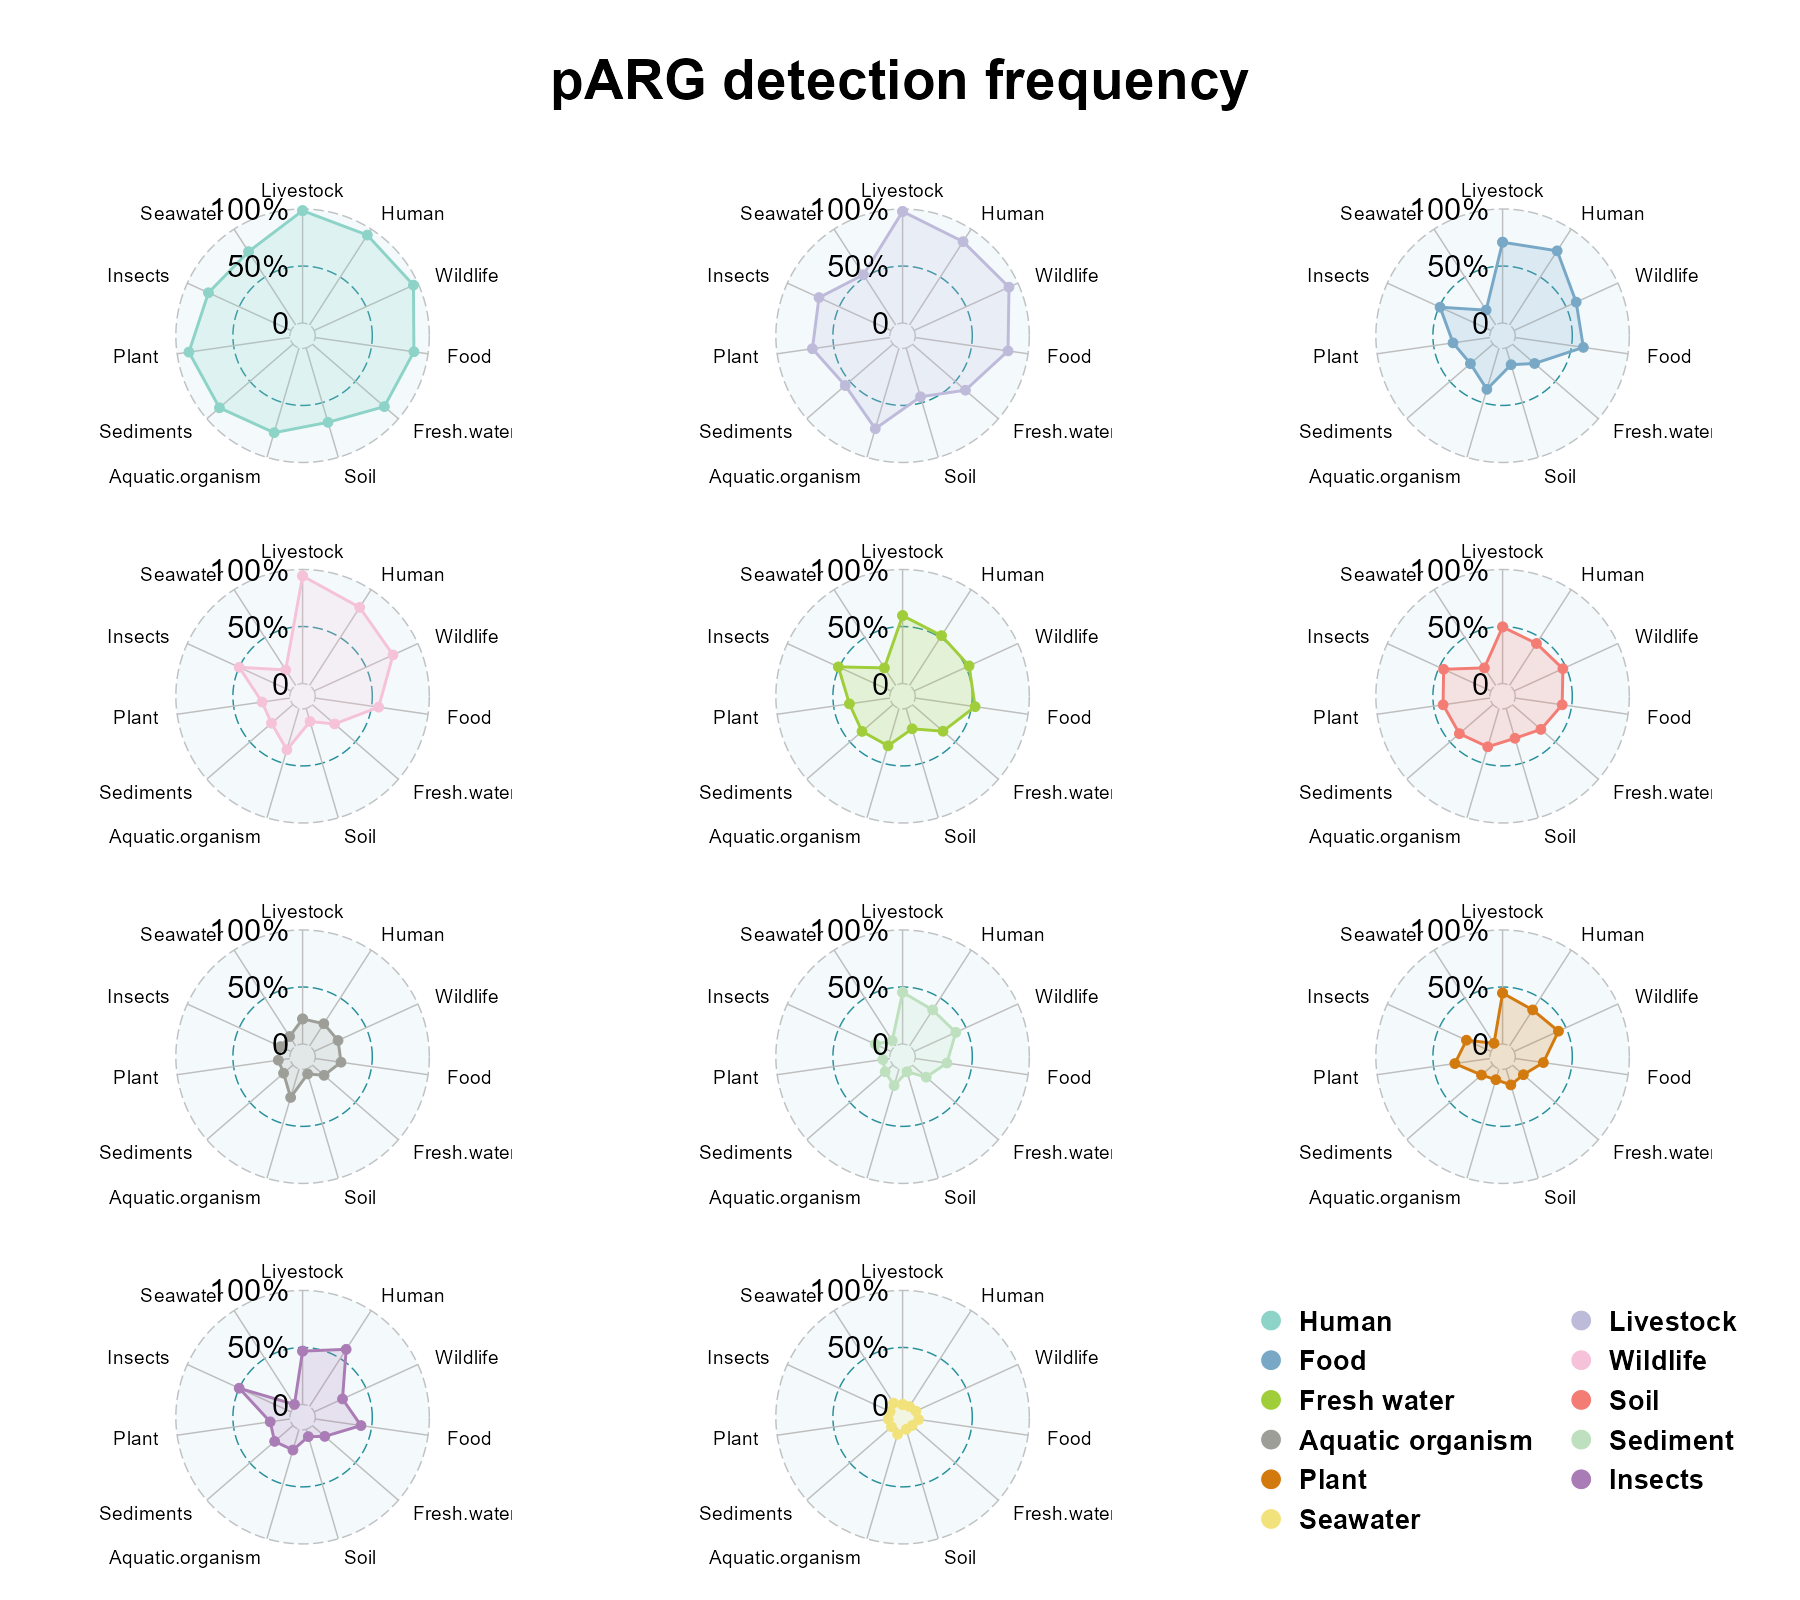 pARG detection frequency
Livestock
Seawater 100% Human
Insects 50% Wildlife
0
Plant Food
Sediments Fresh.water
Aquatic.organism Soil
Livestock
Seawater 100% Human
Insects 50% Wildlife
0
Plant Food
Sediments Fresh.water
Aquatic.organism Soil
Livestock
Seawater 100% Human
Insects 50% Wildlife
0
Plant Food
Sediments Fresh.water
Aquatic.organism Soil
Livestock
Seawater 100% Human
Insects 50% Wildlife
0
Plant Food
Sediments Fresh.water
Aquatic.organism Soil
Livestock
Seawater 100% Human
Insects 50% Wildlife
0
Plant Food
Sediments Fresh.water
Aquatic.organism Soil
Livestock
Seawater 100% Human
Insects 50% Wildlife
0
Plant Food
Sediments Fresh.water
Aquatic.organism Soil
Livestock
Seawater 100% Human
Insects 50% Wildlife
0
Plant Food
Sediments Fresh.water
Aquatic.organism Soil
Livestock
Seawater 100% Human
Insects 50% Wildlife
0
Plant Food
Sediments Fresh.water
Aquatic.organism Soil
Livestock
Seawater 100% Human
Insects 50% Wildlife
0
Plant Food
Sediments Fresh.water
Aquatic.organism Soil
Livestock
Seawater 100% Human
Insects 50% Wildlife
0
Plant Food
Sediments Fresh.water
Aquatic.organism Soil
Livestock
Seawater 100% Human
Insects 50% Wildlife
0
Plant Food
Sediments Fresh.water
Aquatic.organism Soil
Human Livestock
Food Wildlife
Fresh water Soil
Aquatic organism Sediment
Plant Insects
Seawater